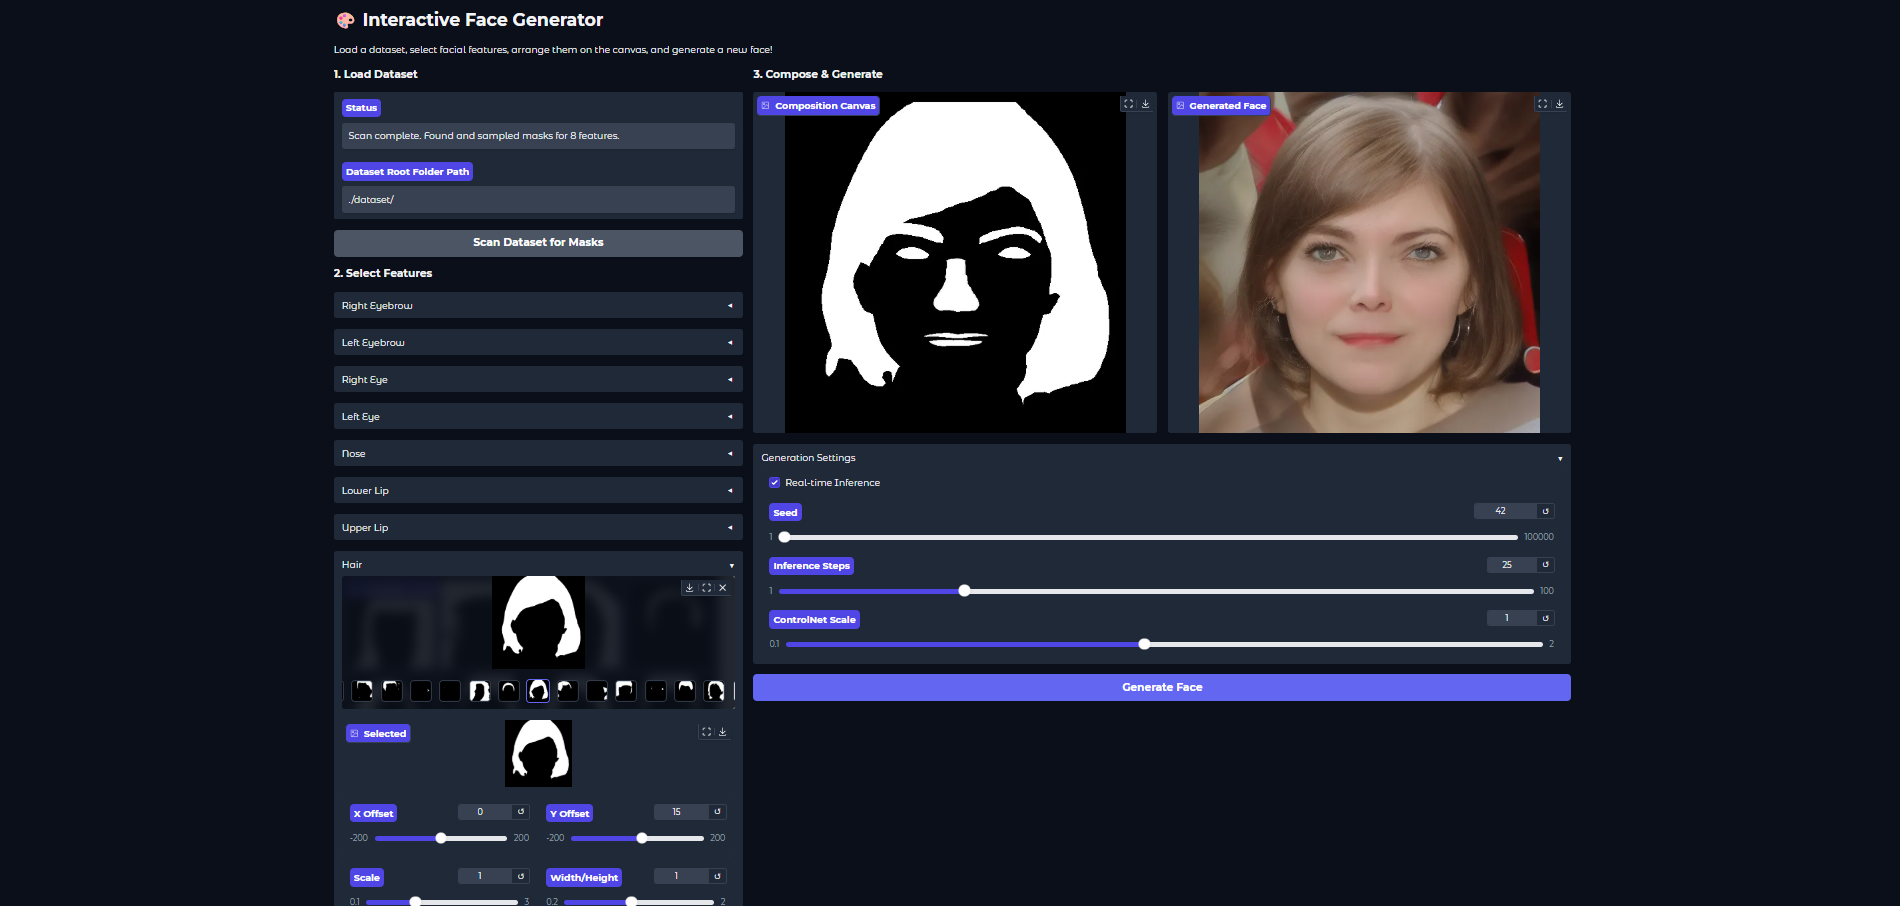 Interactive Face Generator
Load a dataset, select facial features, arrange them on the canvas, and generate a new face!
1. Load Dataset
Status
Scan complete. Found and sampled masks for 8 features.
Dataset Root Folder Path
./dataset/
Scan Dataset for Masks
2. Select Features
Right Eyebrow
Left Eyebrow
Right Eye
Left Eye
Nose
Lower Lip
Upper Lip
Hair
Selected
X Offset 0
-200 200
Y Offset 15
-200 200
Scale 1
0.1 3
Width/Height 1
0.2 2
3. Compose & Generate
Composition Canvas
Generated Face
Generation Settings
Real-time Inference
Seed 42
1 100000
Inference Steps 25
1 100
ControlNet Scale 1
0.1 2
Generate Face